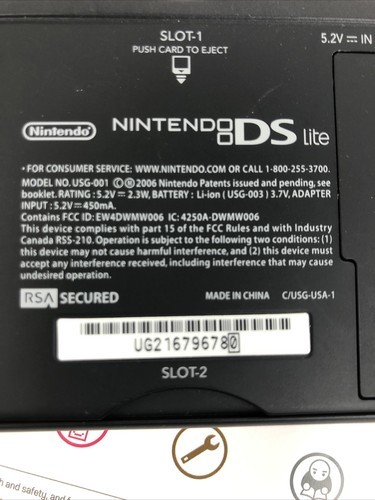 SLOT-1
PUSH CARD TO EJECT
5.2V ⎓ IN
Nintendo®
NINTENDO DS lite
• FOR CONSUMER SERVICE: WWW.NINTENDO.COM OR CALL 1-800-255-3700.
MODEL NO. USG-001 Ⓒ Ⓜ 2006 Nintendo Patents issued and pending, see
booklet. RATING : 5.2V ⎓ 2.3W, BATTERY : Li-ion ( USG-003 ) 3.7V, ADAPTER
INPUT : 5.2V ⎓ 450mA.
Contains FCC ID: EW4DWMW006 IC: 4250A-DWMW006
This device complies with part 15 of the FCC Rules and with Industry
Canada RSS-210. Operation is subject to the following two conditions: (1)
this device may not cause harmful interference, and (2) this device must
accept any interference received, including interference that may cause
undesired operation.
RSA SECURED
MADE IN CHINA C/USG-USA-1
UG216796780
SLOT-2
h and safety, and f